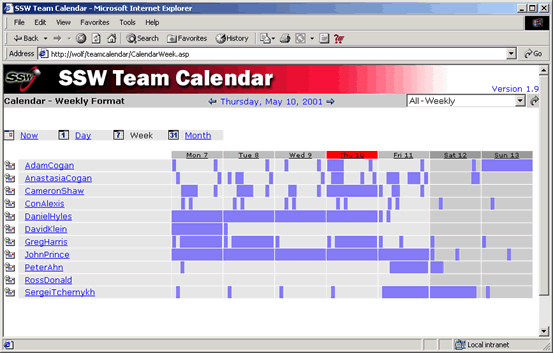 SSW Team Calendar - Microsoft Internet Explorer
File Edit View Favorites Tools Help
Back Search Favorites History
Address http://wolf/teamcalendar/CalendarWeek.asp Go
SSW SSW Team Calendar
Version 1.9
Calendar - Weekly Format Thursday, May 10, 2001 All-Weekly
Now Day Week Month
Mon 7 Tue 8 Wed 9 Thu 10 Fri 11 Sat 12 Sun 13
AdamCogan
AnastasiaCogan
CameronShaw
ConAlexis
DanielHyles
DavidKlein
GregHarris
JohnPrince
PeterAhn
RossDonald
SergeiTchernykh
Local intranet